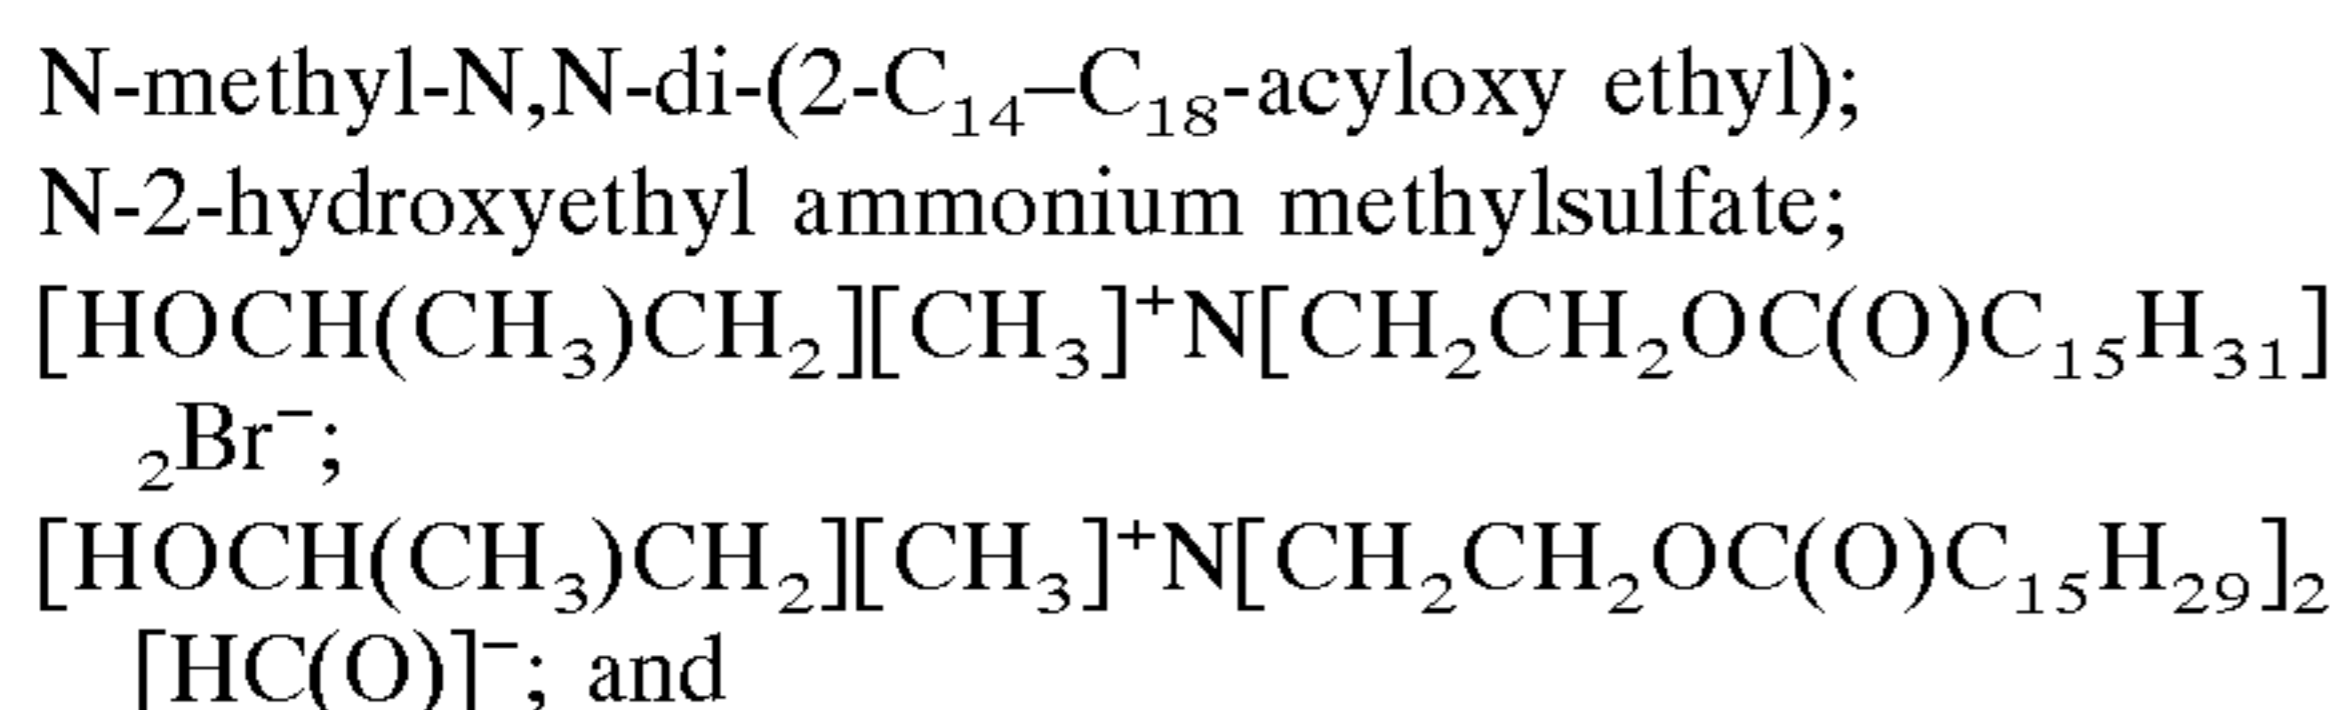 N-methyl-N,N-di-(2-C₁₄–C₁₈-acyloxy ethyl);
N-2-hydroxyethyl ammonium methylsulfate;
[HOCH(CH₃)CH₂][CH₃]⁺N[CH₂CH₂OC(O)C₁₅H₃₁]
₂Br⁻;
[HOCH(CH₃)CH₂][CH₃]⁺N[CH₂CH₂OC(O)C₁₅H₂₉]₂
[HC(O)]⁻; and